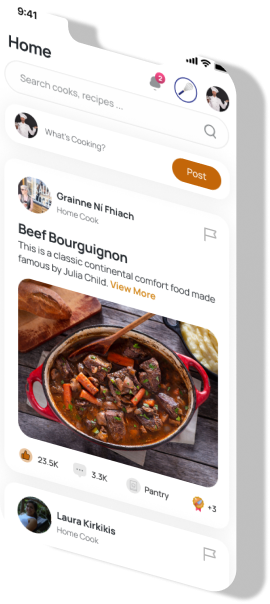 9:41
Home
2
Search cooks, recipes ...
What's Cooking?
Post
Grainne Ní Fhiach
Home Cook
Beef Bourguignon
This is a classic continental comfort food made
famous by Julia Child. View More
23.5K
3.3K
Pantry
+3
Laura Kirkikis
Home Cook